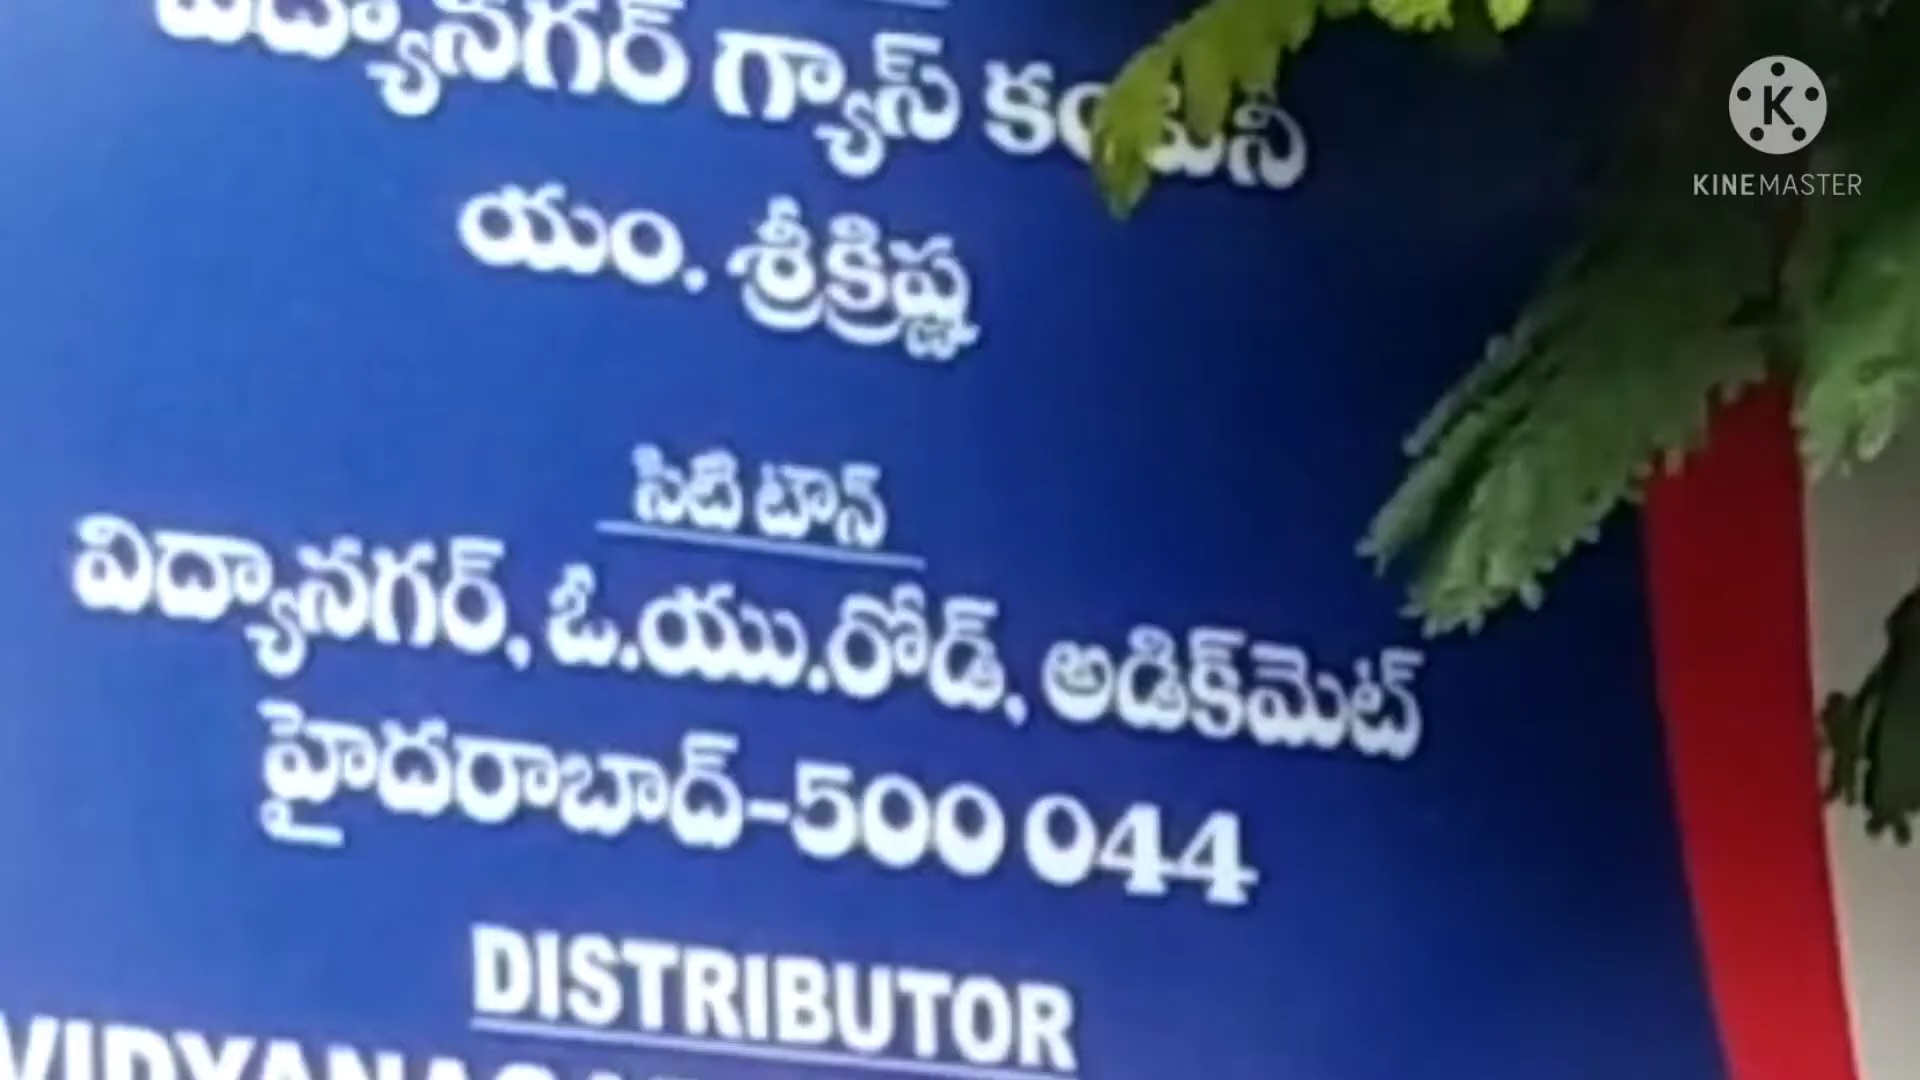 విద్యానగర్ గ్యాస్ కంపెనీ
యం. శ్రీక్రిష్ణ
సిటి టౌన్
విద్యానగర్, ఓ.యు.రోడ్, అడిక్‌మెట్
హైదరాబాద్-500 044
DISTRIBUTOR
KINEMASTER